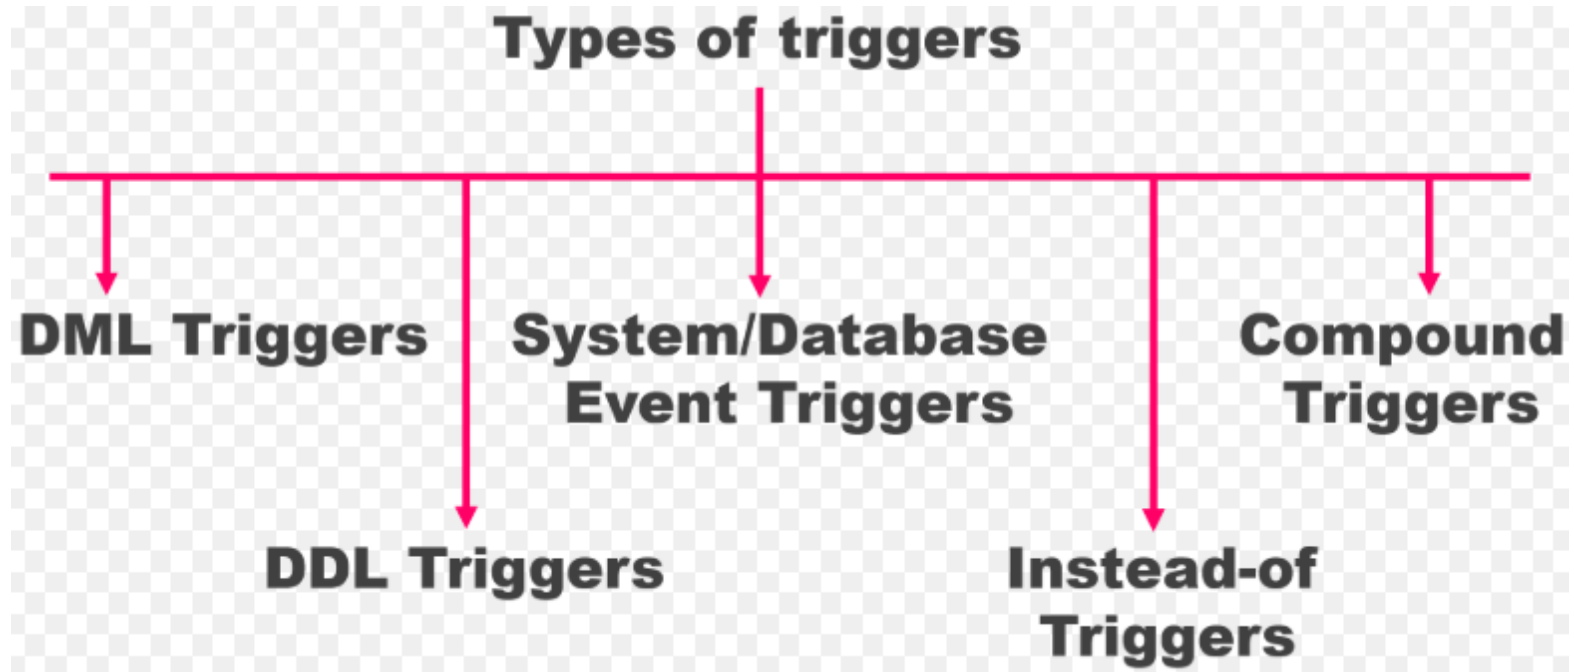 Types of triggers
DML Triggers
System/Database
Event Triggers
Compound
Triggers
DDL Triggers
Instead-of
Triggers